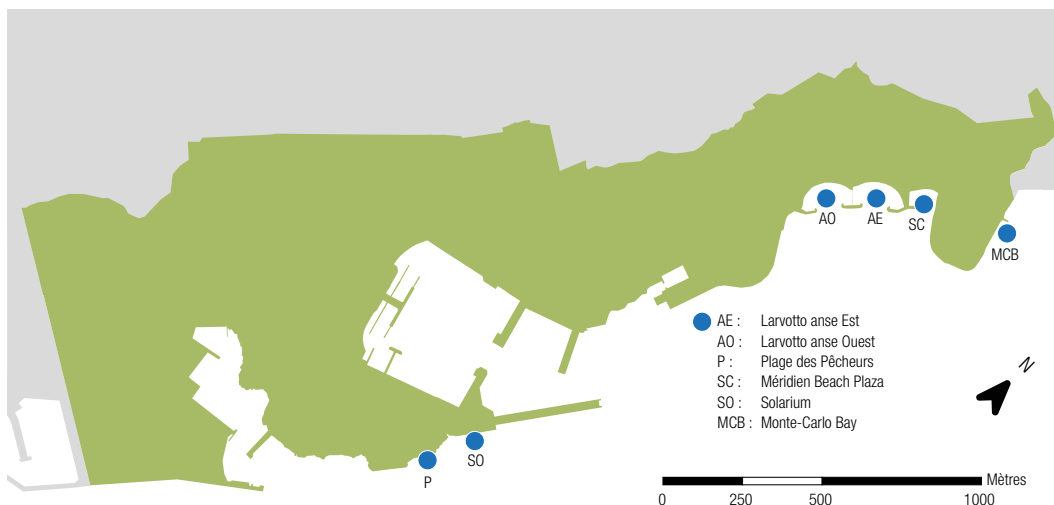 AO
AE
SC
MCB
AE : Larvotto anse Est
AO : Larvotto anse Ouest
P : Plage des Pêcheurs
SC : Méridien Beach Plaza
SO : Solarium
MCB : Monte-Carlo Bay
N
SO
P
Mètres
0 250 500 1000